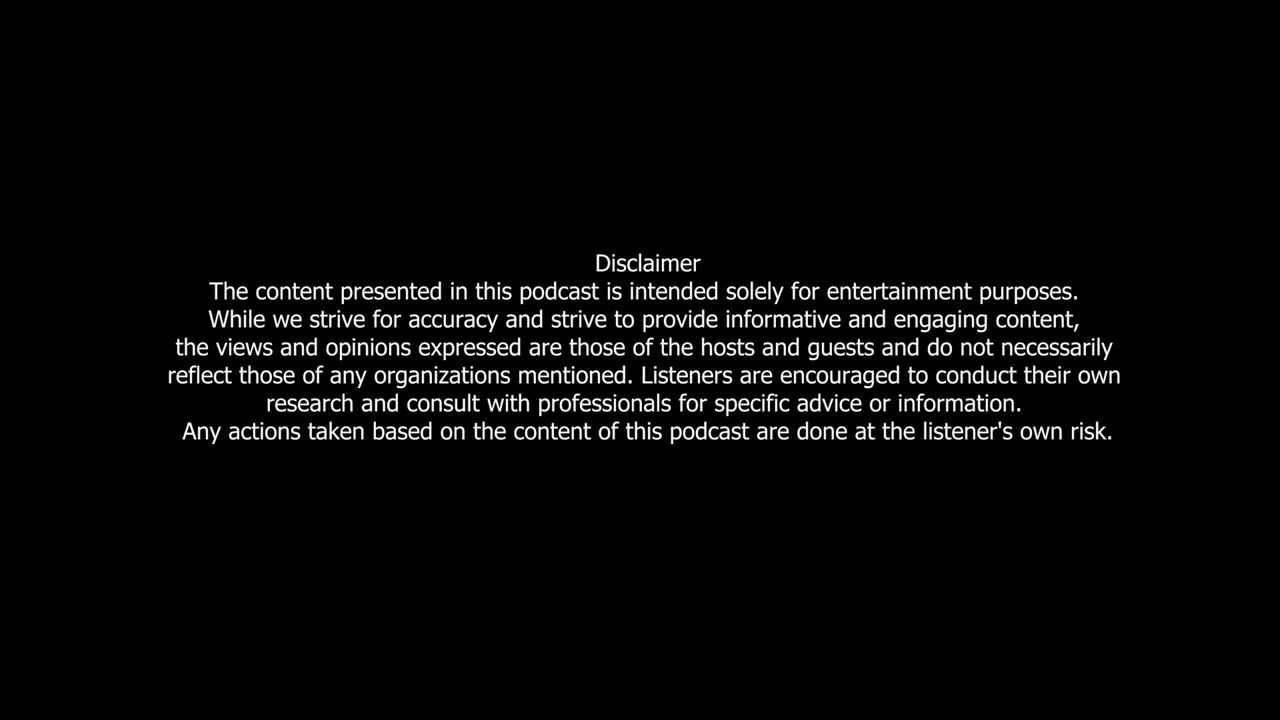 Disclaimer
The content presented in this podcast is intended solely for entertainment purposes.
While we strive for accuracy and strive to provide informative and engaging content,
the views and opinions expressed are those of the hosts and guests and do not necessarily
reflect those of any organizations mentioned. Listeners are encouraged to conduct their own
research and consult with professionals for specific advice or information.
Any actions taken based on the content of this podcast are done at the listener's own risk.